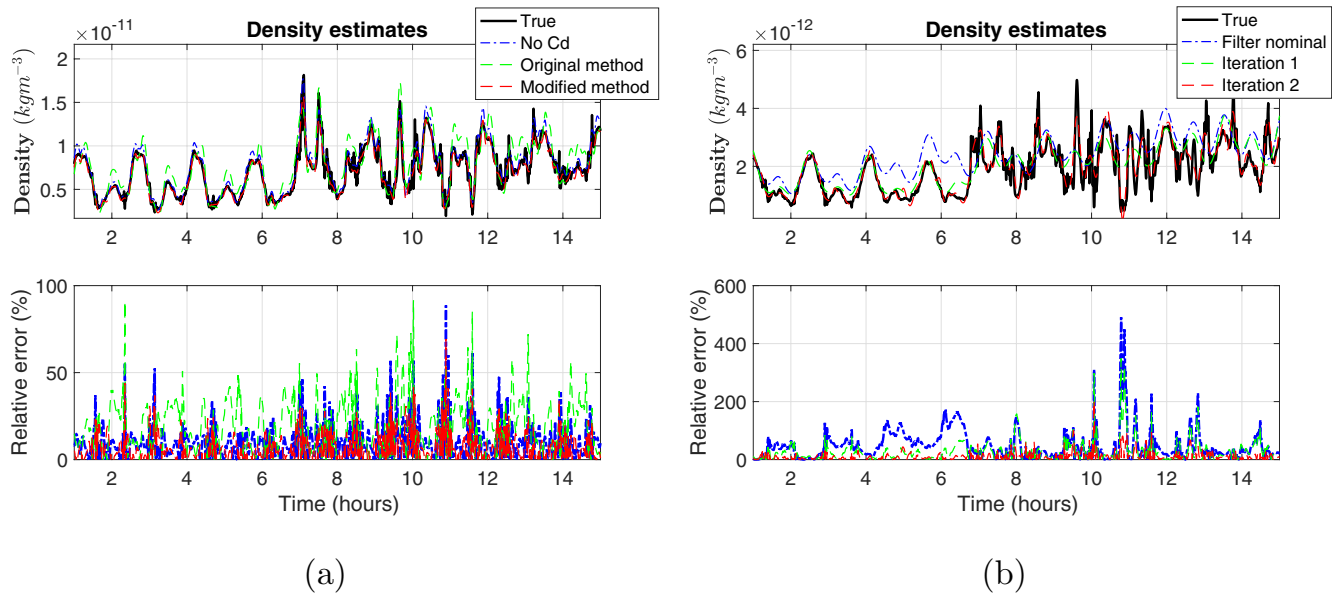 ×10⁻¹¹
Density estimates
True
No Cd
Original method
Modified method
Density (kgm⁻³)
2
1.5
1
0.5
2 4 6 8 10 12 14
Relative error (%)
100
50
0
2 4 6 8 10 12 14
Time (hours)
(a)
×10⁻¹²
Density estimates
True
Filter nominal
Iteration 1
Iteration 2
Density (kgm⁻³)
6
4
2
2 4 6 8 10 12 14
Relative error (%)
600
400
200
0
2 4 6 8 10 12 14
Time (hours)
(b)